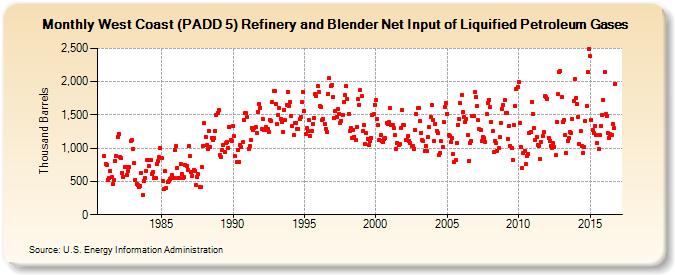 Monthly West Coast (PADD 5) Refinery and Blender Net Input of Liquified Petroleum Gases
Thousand Barrels
2,500
2,000
1,500
1,000
500
0
1985 1990 1995 2000 2005 2010 2015
Source: U.S. Energy Information Administration